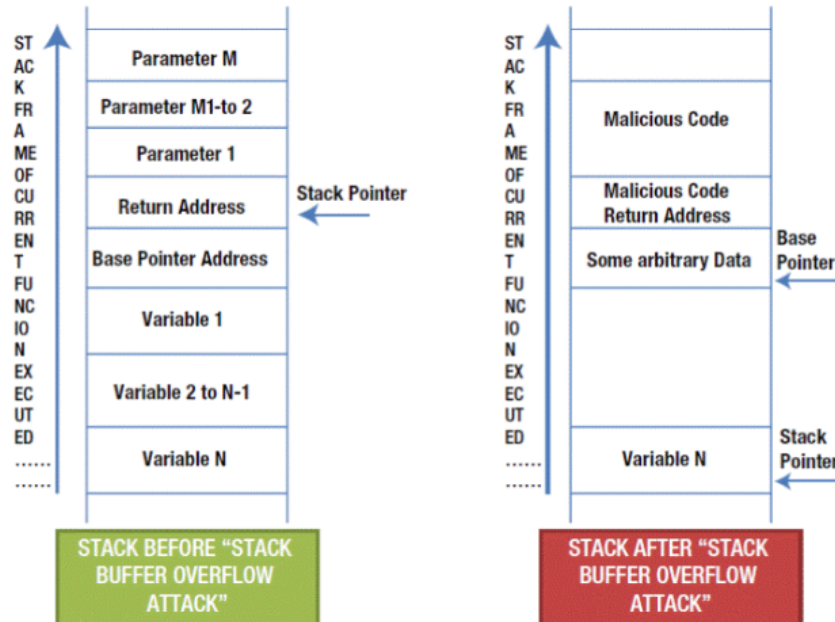 ST
AC
K
FR
A
ME
OF
CU
RR
EN
T
FU
NC
IO
N
EX
EC
UT
ED
......
......
Parameter M
Parameter M1-to 2
Parameter 1
Return Address
Base Pointer Address
Variable 1
Variable 2 to N-1
Variable N
Stack Pointer
STACK BEFORE “STACK
BUFFER OVERFLOW
ATTACK”
ST
AC
K
FR
A
ME
OF
CU
RR
EN
T
FU
NC
IO
N
EX
EC
UT
ED
......
......
Malicious Code
Malicious Code
Return Address
Some arbitrary Data
Variable N
Base
Pointer
Stack
Pointer
STACK AFTER “STACK
BUFFER OVERFLOW
ATTACK”